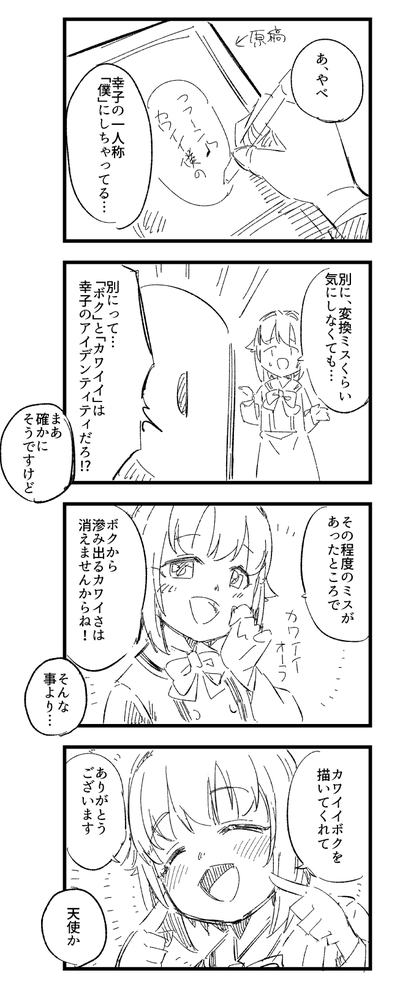 あ、やべ
←原稿
幸子の一人称
「僕」にしちゃってる…
カワイイ僕の
別に、変換ミスくらい
気にしなくても…
別にって…
「ボク」と「カワイイ」は
幸子のアイデンティティだろ!?
まあ
確かに
そうですけど
その程度のミスが
あったところで
カワイイ
オーラ
ボクから
滲み出るカワイさは
消えませんからね！
そんな
事より…
カワイイボクを
描いてくれて
ありがとう
ございます
天使か